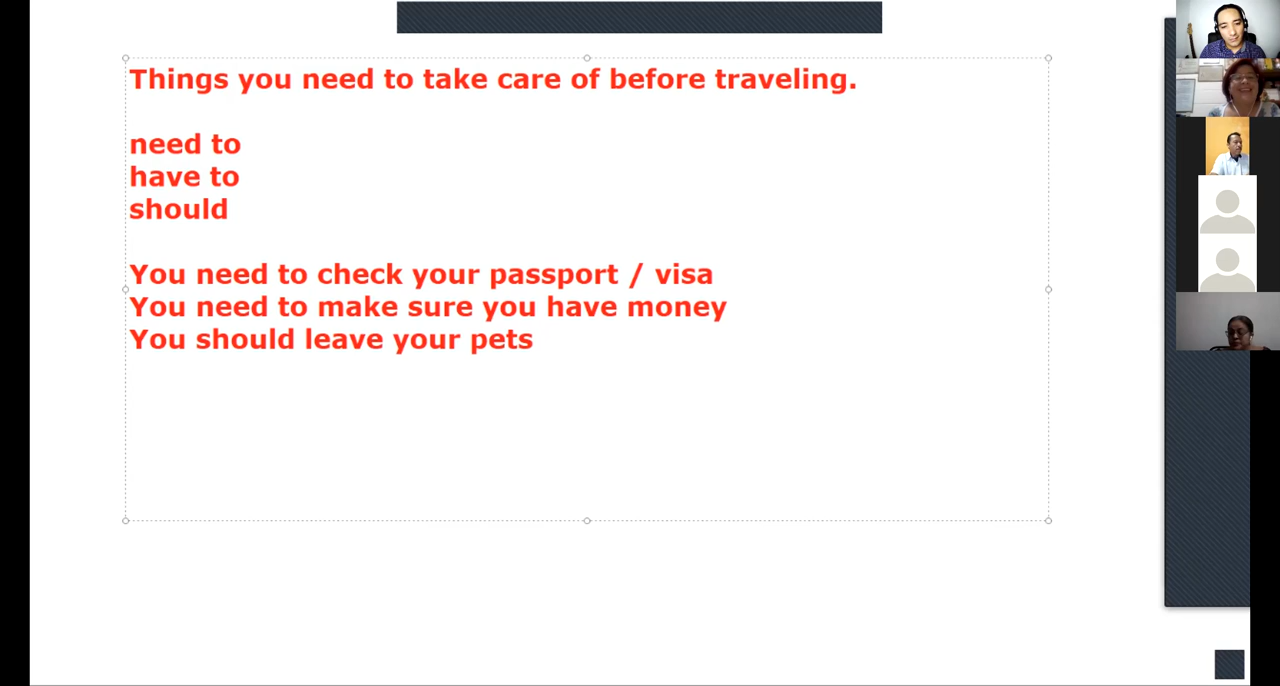 Things you need to take care of before traveling.
need to
have to
should
You need to check your passport / visa
You need to make sure you have money
You should leave your pets